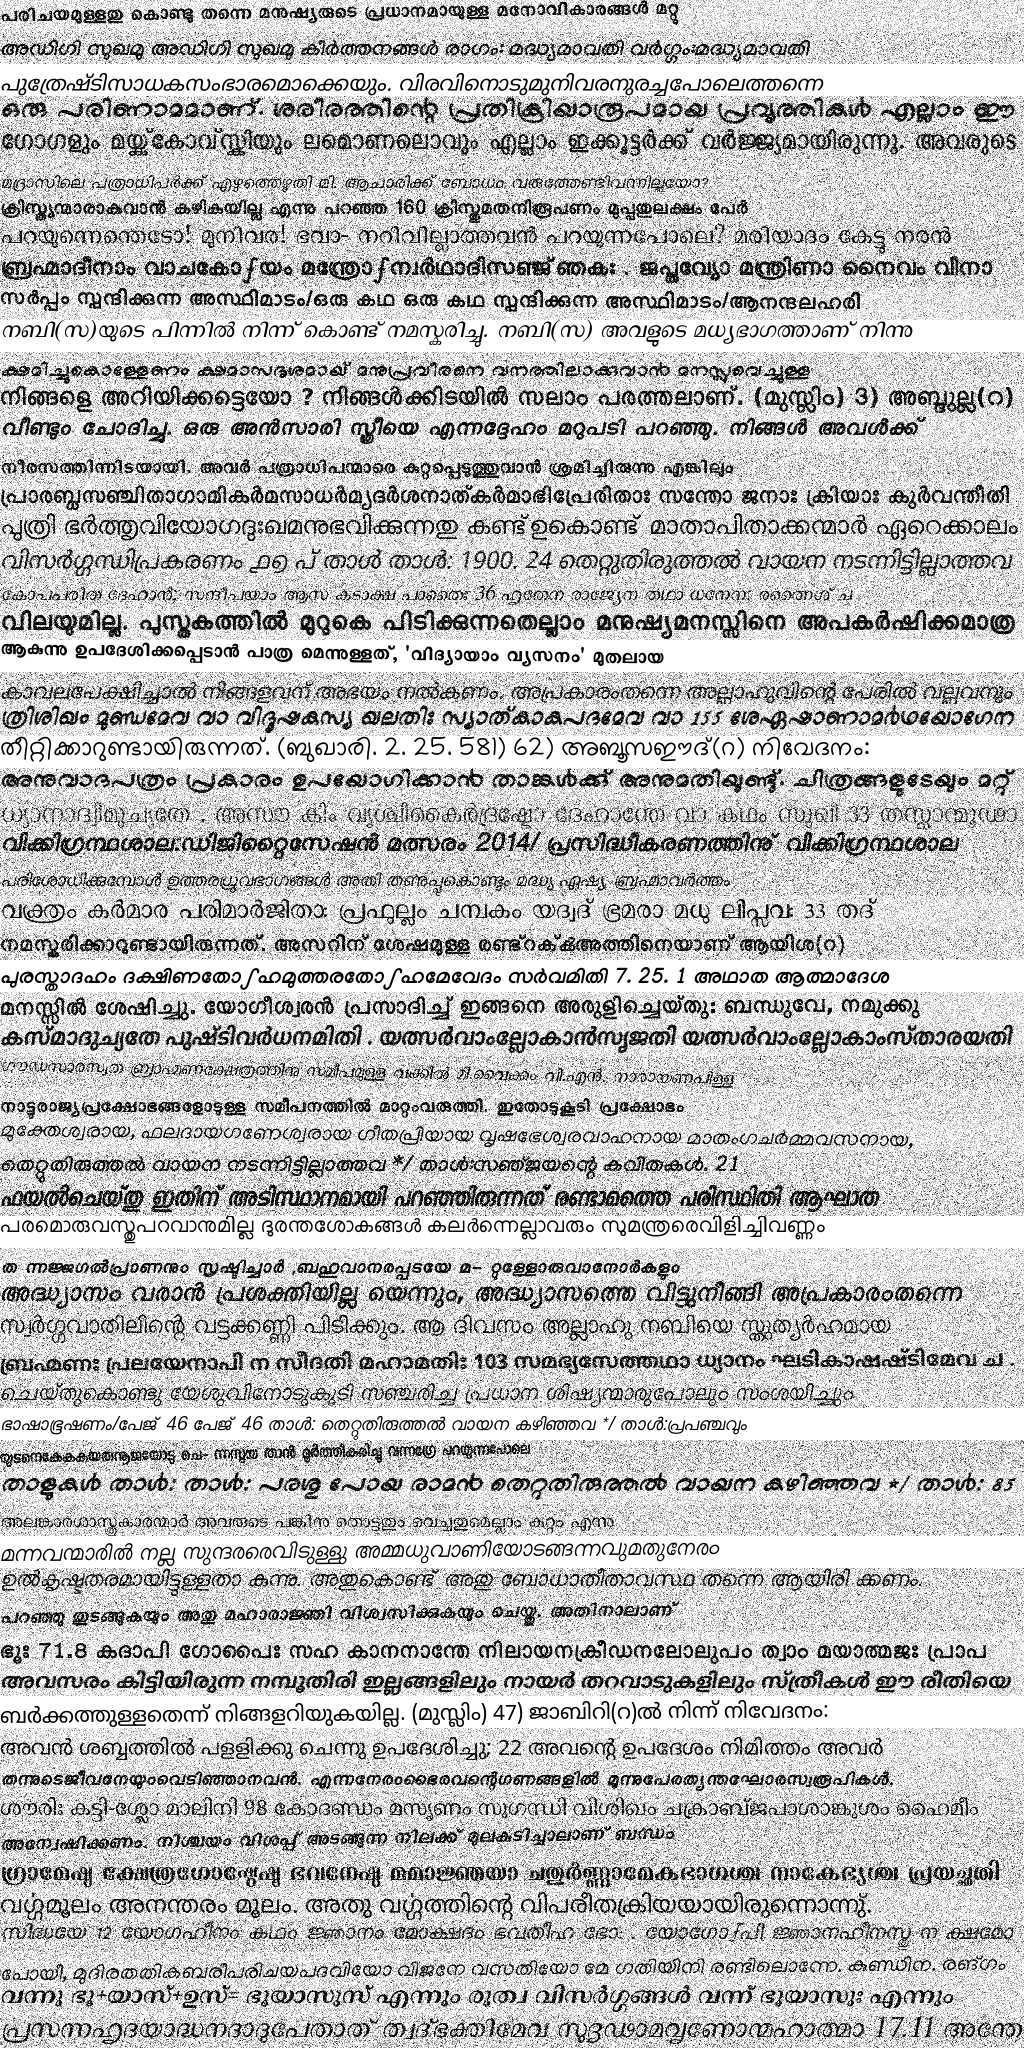 പരിചയമുള്ളതു കൊണ്ടു തന്നെ മനുഷ്യരുടെ പ്രധാനമായുള്ള മനോവികാരങ്ങൾ മറ്റു
അഡിഗി സുഖമു അഡിഗി സുഖമു കീർത്തനങ്ങൾ രാഗം: മദ്ധ്യമാവതി വർഗ്ഗം:മദ്ധ്യമാവതി
പുത്രേഷ്ടിസാധകസംഭാരമൊക്കെയും. വിരവിനൊടുമുനിവരനുരച്ചപോലെത്തന്നെ
ഒരു പരിണാമമാണ്. ശരീരത്തിന്റെ പ്രതിക്രിയാരൂപമായ പ്രവൃത്തികൾ എല്ലാം ഈ
ഗോഗളും മയ്ക്കോവ്സ്കിയും ലമൊണലൊവും എല്ലാം ഇക്കൂട്ടർക്ക് വർജ്ജ്യമായിരുന്നു. അവരുടെ
മദ്രാസിലെ പത്രാധിപർക്ക് എഴുത്തെഴുതി മി. ആചാരിക്ക് ബോധം വരുത്തേണ്ടിവന്നില്ലയോ?
ക്രിസ്ത്യന്മാരാകുവാൻ കഴികയില്ല എന്നു പറഞ്ഞ 160 ക്രീസ്തുമതനിരൂപണം മുപ്പതുലക്ഷം പേർ
പറയുന്നെന്തെടോ! മുനിവര! ഭവാ- നറിവില്ലാത്തവൻ പറയുന്നപോലെ? മരിയാദം കേട്ടു നരൻ
ബ്രഹ്മാദീനാം വാചകോഽയം മന്ത്രോഽന്വർഥാദിസഞ്ജ്ഞകഃ . ജപ്തവ്യോ മന്ത്രിണാ നൈവം വിനാ
സർപ്പം സ്പന്ദിക്കുന്ന അസ്ഥിമാടം/ഒരു കഥ ഒരു കഥ സ്പന്ദിക്കുന്ന അസ്ഥിമാടം/ആനന്ദലഹരി
നബി(സ)യുടെ പിന്നിൽ നിന്ന് കൊണ്ട് നമസ്കരിച്ചു. നബി(സ) അവളുടെ മധ്യഭാഗത്താണ് നിന്നു
ക്ഷമിച്ചുകൊള്ളേണം ക്ഷമാസദൃശമായ് മനുപ്രവീരനെ വനത്തിലാക്കുവാൻ മനസ്സുവെച്ചുള്ള
നിങ്ങളെ അറിയിക്കട്ടെയോ ? നിങ്ങൾക്കിടയിൽ സലാം പരത്തലാണ്. (മുസ്ലിം) 3) അബ്ദുല്ല(റ)
വീണ്ടും ചോദിച്ചു. ഒരു അൻസാരി സ്ത്രീയെ എന്നദ്ദേഹം മറുപടി പറഞ്ഞു. നിങ്ങൾ അവൾക്ക്
നീരസത്തിന്നിടയായി. അവർ പത്രാധിപന്മാരെ കുറ്റപ്പെടുത്തുവാൻ ശ്രമിച്ചിരുന്നു എങ്കിലും
പ്രാരബ്ധസഞ്ചിതാഗാമികർമസാധർമ്യദർശനാത്കർമാഭിപ്രേരിതാഃ സന്തോ ജനാഃ ക്രിയാഃ കുർവന്തീതി
പുത്രി ഭർത്തൃവിയോഗദുഃഖമനുഭവിക്കുന്നതു കണ്ട് ഉകൊണ്ട് മാതാപിതാക്കന്മാർ ഏറെക്കാലം
വിസർഗ്ഗസന്ധിപ്രകരണം ൧൭ പ് താൾ താൾ: 1900. 24 തെറ്റുതിരുത്തൽ വായന നടന്നിട്ടില്ലാത്തവ
കോപപരീത ദേഹാൻ; സന്ദീപയാം ആസ കടാക്ഷ പാതൈഃ 36 ഹൃതേന രാജ്യേന തഥാ ധനേന
വിലയുമില്ല. പുസ്തകത്തിൽ മുറുകെ പിടിക്കുന്നതെല്ലാം മനുഷ്യമനസ്സിനെ അപകർഷിക്കമാത്ര
ആകുന്നു ഉപദേശിക്കപ്പെടാൻ പാത്ര മെന്നുള്ളത്, 'വിദ്യായാം വ്യസനം' മുതലായ
കാവലപേക്ഷിച്ചാൽ നിങ്ങളവന് അഭയം നൽകണം. അപ്രകാരംതന്നെ അല്ലാഹുവിന്റെ പേരിൽ വല്ലവനും
ത്രിശിഖം മുണ്ഡമേവ വാ വിദൂഷകസ്യ ഖലതിഃ സ്യാത്കാകപദമേവ വാ 155 ശേഏഷാണാമർഥയോഗേന
തീറ്റിക്കാറുണ്ടായിരുന്നത്. (ബുഖാരി. 2. 25. 581) 62) അബൂസഈദ്(റ) നിവേദനം:
അനുവാദപത്രം പ്രകാരം ഉപയോഗിക്കാൻ താങ്കൾക്ക് അനുമതിയുണ്ട്: ചിത്രങ്ങളുടേയും മറ്റ്
ധ്യാനാദ്വിമുച്യതേ . അസൗ കിം വൃശ്ചികൈർദ്രഷ്ടോ ദേഹാന്തേ വാ കഥം സുഖീ 33 തസ്മാന്മൂഢാ
വിക്കിഗ്രന്ഥശാല:ഡിജിറ്റൈസേഷൻ മത്സരം 2014/ പ്രസിദ്ധീകരണത്തിനു് വിക്കിഗ്രന്ഥശാല
പരിശോധിക്കുമ്പോൾ ഉത്തരധ്രുവഭാഗങ്ങൾ അതി തണുപ്പുകൊണ്ടും മദ്ധ്യ ഏഷ്യ ബ്രഹ്മാവർത്തം
വക്ത്രം കർമാര പരിമാർജിതാഃ പ്രഫുല്ലം ചമ്പകം യദ്വദ് ഭ്രമരാ മധു ലിപ്സവഃ 33 തദ്
നമസ്കരിക്കാറുണ്ടായിരുന്നത്. അസറിന് ശേഷമുള്ള രണ്ട്റക്ക്അത്തിനെയാണ് ആയിശ(റ)
പുരസ്താദഹം ദക്ഷിണതോഽഹമുത്തരതോഽഹമേവേദം സർവമിതി 7. 25. 1 അഥാത ആത്മാദേശ
മനസ്സിൽ ശേഷിച്ചു. യോഗീശ്വരൻ പ്രസാദിച്ച് ഇങ്ങനെ അരുളിച്ചെയ്തു: ബന്ധുവേ, നമുക്കു
കസ്മാദുച്യതേ പുഷ്ടിവർധനമിതി . യത്സർവാംല്ലോകാൻസൃജതി യത്സർവാംല്ലോകാംസ്താരയതി
ഗൗഡസാരസ്വത ബ്രാഹ്മണക്ഷേത്രത്തിനു സമീപമുള്ള വക്കീൽ മി.വൈക്കം വി.എൻ. നാരായണപിള്ള
നാട്ടുരാജ്യപ്രക്ഷോഭങ്ങളോടുള്ള സമീപനത്തിൽ മാറ്റംവരുത്തി. ഇതോടുകൂടി പ്രക്ഷോഭം
മുക്തേശ്വരായ, ഫലദായഗണേശ്വരായ ഗീതപ്രിയായ വൃഷഭേശ്വരവാഹനായ മാതംഗചർമ്മവസനായ,
തെറ്റുതിരുത്തൽ വായന നടന്നിട്ടില്ലാത്തവ */ താൾ:സഞ്ജയന്റെ കവിതകൾ. 21
ഫയൽചെയ്തു ഇതിന് അടിസ്ഥാനമായി പറഞ്ഞിരുന്നത് രണ്ടാമത്തെ പരിസ്ഥിതി ആഘാത
പരമൊരുവസ്തുപറവാനുമില്ല ദുരന്തശോകങ്ങൾ കലർന്നെല്ലാവരും സുമന്ത്രരെവിളിച്ചിവണ്ണം
ത ന്നജ്ജഗൽപ്രാണനും സൃഷ്ടിച്ചാർ ,ബഹുവാനരപ്പടയേ മ- റ്റുള്ളോരുവാനോർകളും
അദ്ധ്യാസം വരാൻ പ്രശക്തിയില്ല യെന്നും, അദ്ധ്യാസത്തെ വിട്ടുനീങ്ങി അപ്രകാരംതന്നെ
സ്വർഗ്ഗവാതിലിന്റെ വട്ടക്കണ്ണി പിടിക്കും. ആ ദിവസം അല്ലാഹു നബിയെ സ്തുത്യർഹമായ
ബ്രഹ്മണഃ പ്രലയേനാപി ന സീദതി മഹാമതിഃ 103 സമഭ്യസേത്തഥാ ധ്യാനം ഘടികാഷഷ്ടിമേവ ച .
ചെയ്തുകൊണ്ടു യേശുവിനോടുകൂടി സഞ്ചരിച്ച പ്രധാന ശിഷ്യന്മാരുപോലും സംശയിച്ചും
ഭാഷാഭൂഷണം/പേജ് 46 പേജ് 46 താൾ: തെറ്റുതിരുത്തൽ വായന കഴിഞ്ഞവ */ താൾ:പ്രപഞ്ചവും
ന്നസൂയ താൻ മൂർത്തീകരിച്ചു വന്നഗ്രേ പറയുന്നപോലെ
താളുകൾ താൾ: താൾ: പരശു പോയ രാമൻ തെറ്റുതിരുത്തൽ വായന കഴിഞ്ഞവ */ താൾ: 85
അലങ്കാരശാസ്ത്രകാരന്മാർ അവരുടെ പങ്കിനു തൊട്ടതും വെച്ചതുമെല്ലാം കുറ്റം എന്നു
മന്നവന്മാരിൽ നല്ല സുന്ദരരെവിടുള്ളു അമ്മധുവാണിയോടങ്ങന്നവുമതുനേരം
ഉൽകൃഷ്ടതരമായിട്ടുള്ളതാ കുന്നു. അതുകൊണ്ട് അതു ബോധാതീതാവസ്ഥ തന്നെ ആയിരി ക്കണം.
പറഞ്ഞു തുടങ്ങുകയും അതു മഹാരാജ്ഞി വിശ്വസിക്കുകയും ചെയ്തു. അതിനാലാണ്
ഭൂഃ 71.8 കദാപി ഗോപൈഃ സഹ കാനനാന്തേ നിലായനക്രീഡനലോലുപം ത്വാം മയാത്മജഃ പ്രാപ
അവസരം കിട്ടിയിരുന്ന നമ്പൂതിരി ഇല്ലങ്ങളിലും നായർ തറവാടുകളിലും സ്ത്രീകൾ ഈ രീതിയെ
ബർക്കത്തുള്ളതെന്ന് നിങ്ങളറിയുകയില്ല. (മുസ്ലിം) 47) ജാബിറി(റ)ൽ നിന്ന് നിവേദനം:
അവൻ ശബ്ബത്തിൽ പളളിക്കു ചെന്നു ഉപദേശിച്ചു; 22 അവന്റെ ഉപദേശം നിമിത്തം അവർ
തന്നുടെജീവനേയുംവെടിഞ്ഞാനവൻ. എന്നനേരംഭൈരവന്റെഗണങ്ങളിൽ മുന്നുപേരതൃന്തഘോരസ്വരൂപികൾ,
ശൗരിഃ കട്ടി-ശ്ലോ മാലിനി 98 കോദണ്ഡം മസൃണം സുഗന്ധി വിശിഖം ചക്രാബ്ജപാശാങ്കുശം ഹൈമീം
അന്വേഷിക്കണം. നിശ്ചയം വിശപ്പ് അടങ്ങുന്ന നിലക്ക് മുലകുടിച്ചാലാണ് ബന്ധം
ഗ്രാമേഷു ക്ഷേത്രഗോഷ്ഠേഷു ഭവനേഷു മമാജ്ഞയാ ചതുർണ്ണാമേകഭാഗശ്ച നാകേഭ്യശ്ച പ്രയച്ഛതി
വർഗ്ഗമൂലം അനന്തരം മൂലം. അതു വർഗ്ഗത്തിന്റെ വിപരീതക്രിയയായിരുന്നൊന്നു്.
സിദ്ധയേ 12 യോഗഹീനം കഥം ജ്ഞാനം മോക്ഷദം ഭവതീഹ ഭോഃ . യോഗോഽപി ജ്ഞാനഹീനസ്തു ന ക്ഷമോ
പോയി, മുദിരതതികബരീപരിചയപദവിയോ വിജനേ വസതിയോ മേ ഗതിയിനി രണ്ടിലൊന്നേ. കുണ്ഡിന. രങ്ഗം
വന്നു ഭൂ+യാസ്+ഉസ്= ഭൂയാസുസ് എന്നും രുത്വ വിസർഗ്ഗങ്ങൾ വന്ന് ഭൂയാസുഃ എന്നും
പ്രസന്നഹൃദയാദ്ധനദാദുപേതാത് ത്വദ്ഭക്തിമേവ സുദൃഢാമവൃണോന്മഹാത്മാ 17.11 അന്തേ